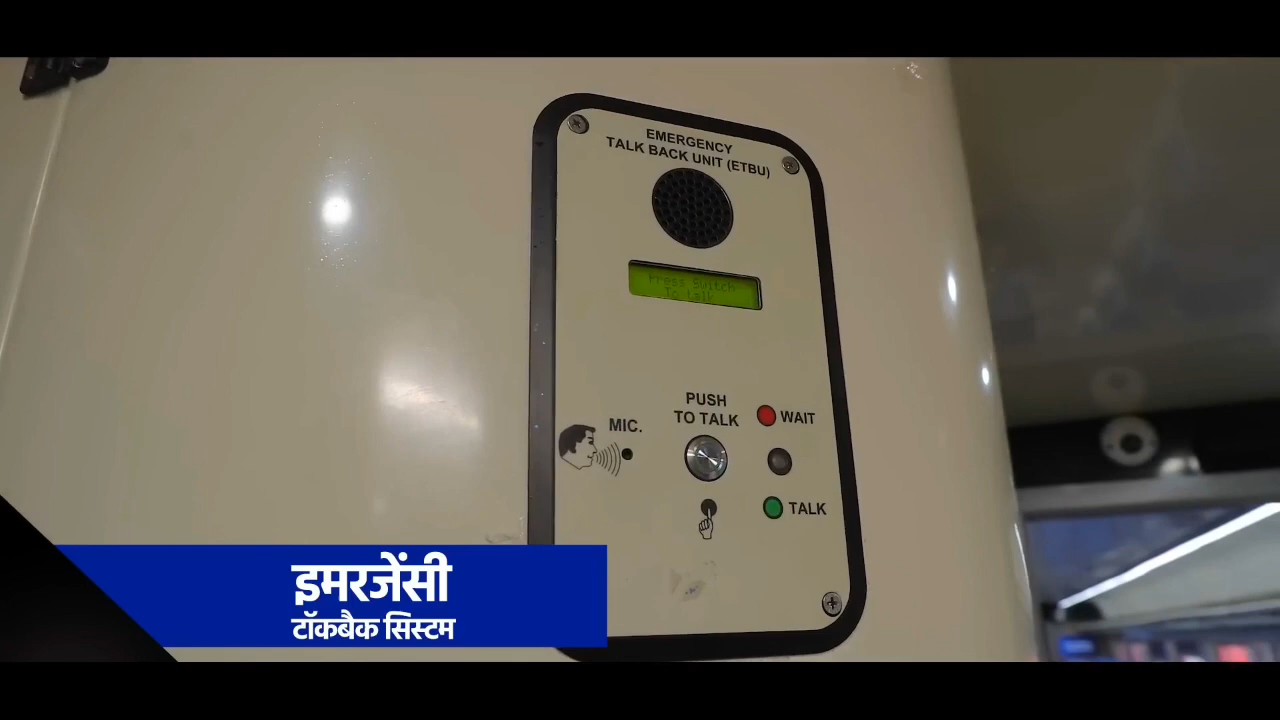 EMERGENCY
TALK BACK UNIT (ETBU)
Press Switch
To talk
PUSH
TO TALK
WAIT
MIC.
TALK
इमरजेंसी
टॉकबैक सिस्टम